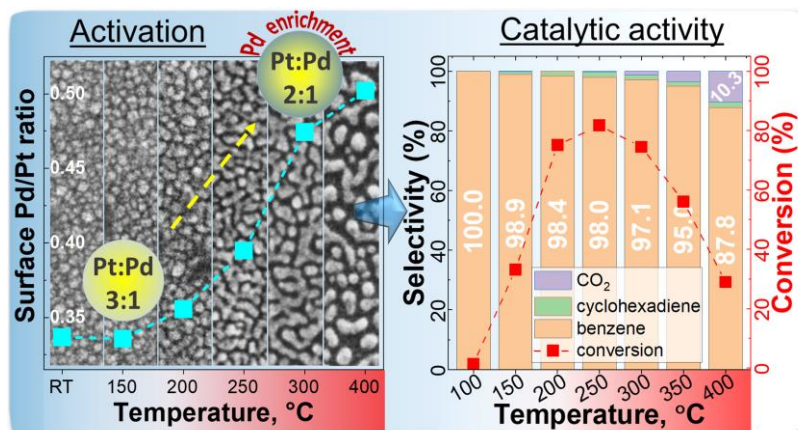 Activation
Pd enrichment
Pt:Pd
2:1
Pt:Pd
3:1
Surface Pd/Pt ratio
0.50
0.45
0.40
0.35
RT 150 200 250 300 400
Temperature, °C
Catalytic activity
Selectivity (%)
100
80
60
40
20
0
100.0
98.9
98.4
98.0
97.1
95.0
87.8
10.3
CO₂
cyclohexadiene
benzene
conversion
100
80
60
40
20
0
Conversion (%)
100 150 200 250 300 350 400
Temperature, °C